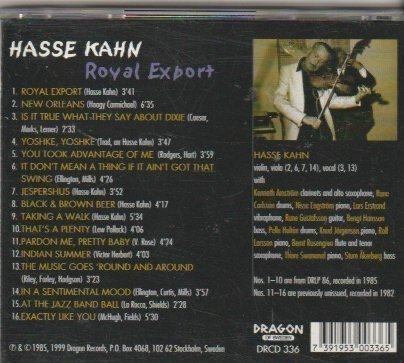 HASSE KAHN
Royal Export
1. ROYAL EXPORT (Hasse Kahn) 3'41
2. NEW ORLEANS (Hoagy Carmichael) 6'35
3. IS IT TRUE WHAT THEY SAY ABOUT DIXIE (Caesar,
Marks, Lerner) 2'33
4. YOSHKE, YOSHKE (Trad, arr Hasse Kahn) 3'47
5. YOU TOOK ADVANTAGE OF ME (Rodgers, Hart) 3'59
6. IT DON'T MEAN A THING IF IT AIN'T GOT THAT
SWING (Ellington, Mills) 4'26
7. JESPERSHUS (Hasse Kahn) 3'52
8. BLACK & BROWN BEER (Hasse Kahn) 4'17
9. TAKING A WALK (Hasse Kahn) 5'34
10. THAT'S A PLENTY (Lew Pollack) 4'06
11. PARDON ME, PRETTY BABY (V. Rose) 4'24
12. INDIAN SUMMER (Victor Herbert) 4'03
13. THE MUSIC GOES 'ROUND AND AROUND
(Riley, Farley, Hodgson) 3'23
14. IN A SENTIMENTAL MOOD (Ellington, Curtis, Mills) 3'57
15. AT THE JAZZ BAND BALL (La Rocca, Shields) 2'28
16. EXACTLY LIKE YOU (McHugh, Fields) 5'30
HASSE KAHN
violin, viola (2, 6, 7, 14), vocal (3, 13)
with
Kenneth Arnström clarinets and alto saxophone, Rune
Carlsson drums, Nisse Engström piano, Lars Erstrand
vibraphone, Rune Gustafsson guitar, Bengt Hansson
bass, Pelle Hultén drums, Knud Jörgensen piano, Rolf
Larsson piano, Bernt Rosengren flute and tenor
saxophone, Thore Swanerud piano, Sture Åkerberg bass
Nos. 1–10 are from DRLP 86, recorded in 1985
Nos. 11–16 are previously unissued, recorded in 1982
℗ & © 1985, 1999 Dragon Records, P.O. Box 4068, 102 62 Stockholm, Sweden
DRAGON
OF SWEDEN
DRCD 336
7 391953 003365